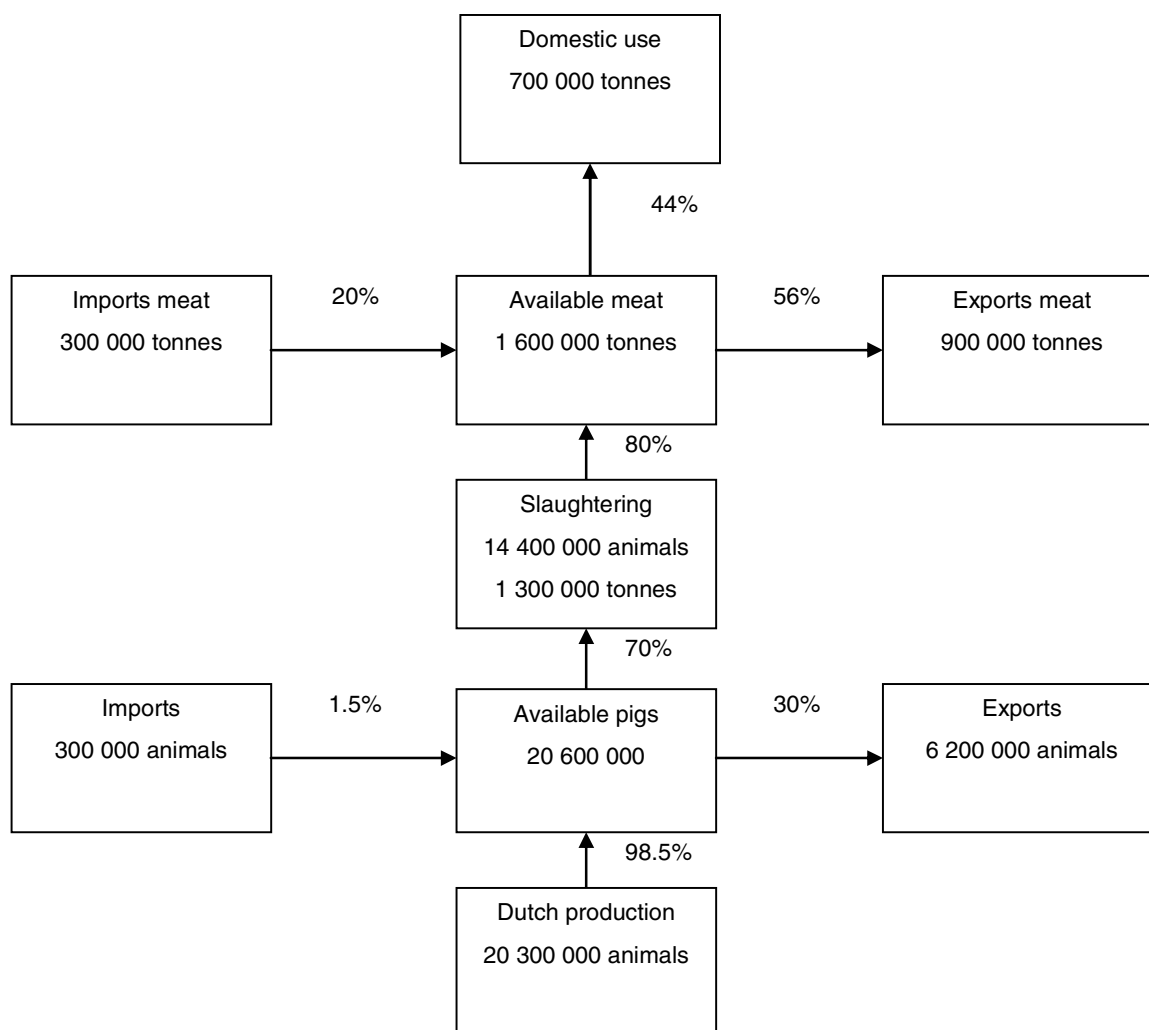 Domestic use
700 000 tonnes
44%
Imports meat
300 000 tonnes
20%
Available meat
1 600 000 tonnes
56%
Exports meat
900 000 tonnes
80%
Slaughtering
14 400 000 animals
1 300 000 tonnes
70%
Imports
300 000 animals
1.5%
Available pigs
20 600 000
30%
Exports
6 200 000 animals
98.5%
Dutch production
20 300 000 animals